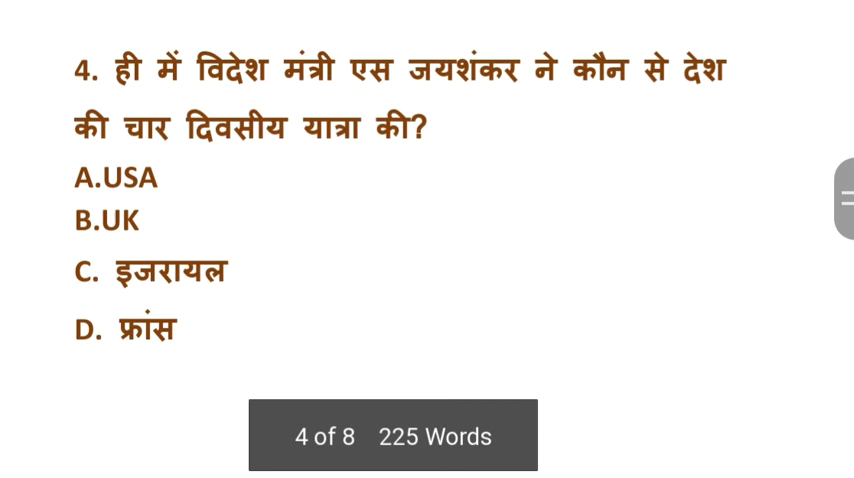 4. ही में विदेश मंत्री एस जयशंकर ने कौन से देश
की चार दिवसीय यात्रा की?
A.USA
B.UK
C. इजरायल
D. फ्रांस
4 of 8 225 Words